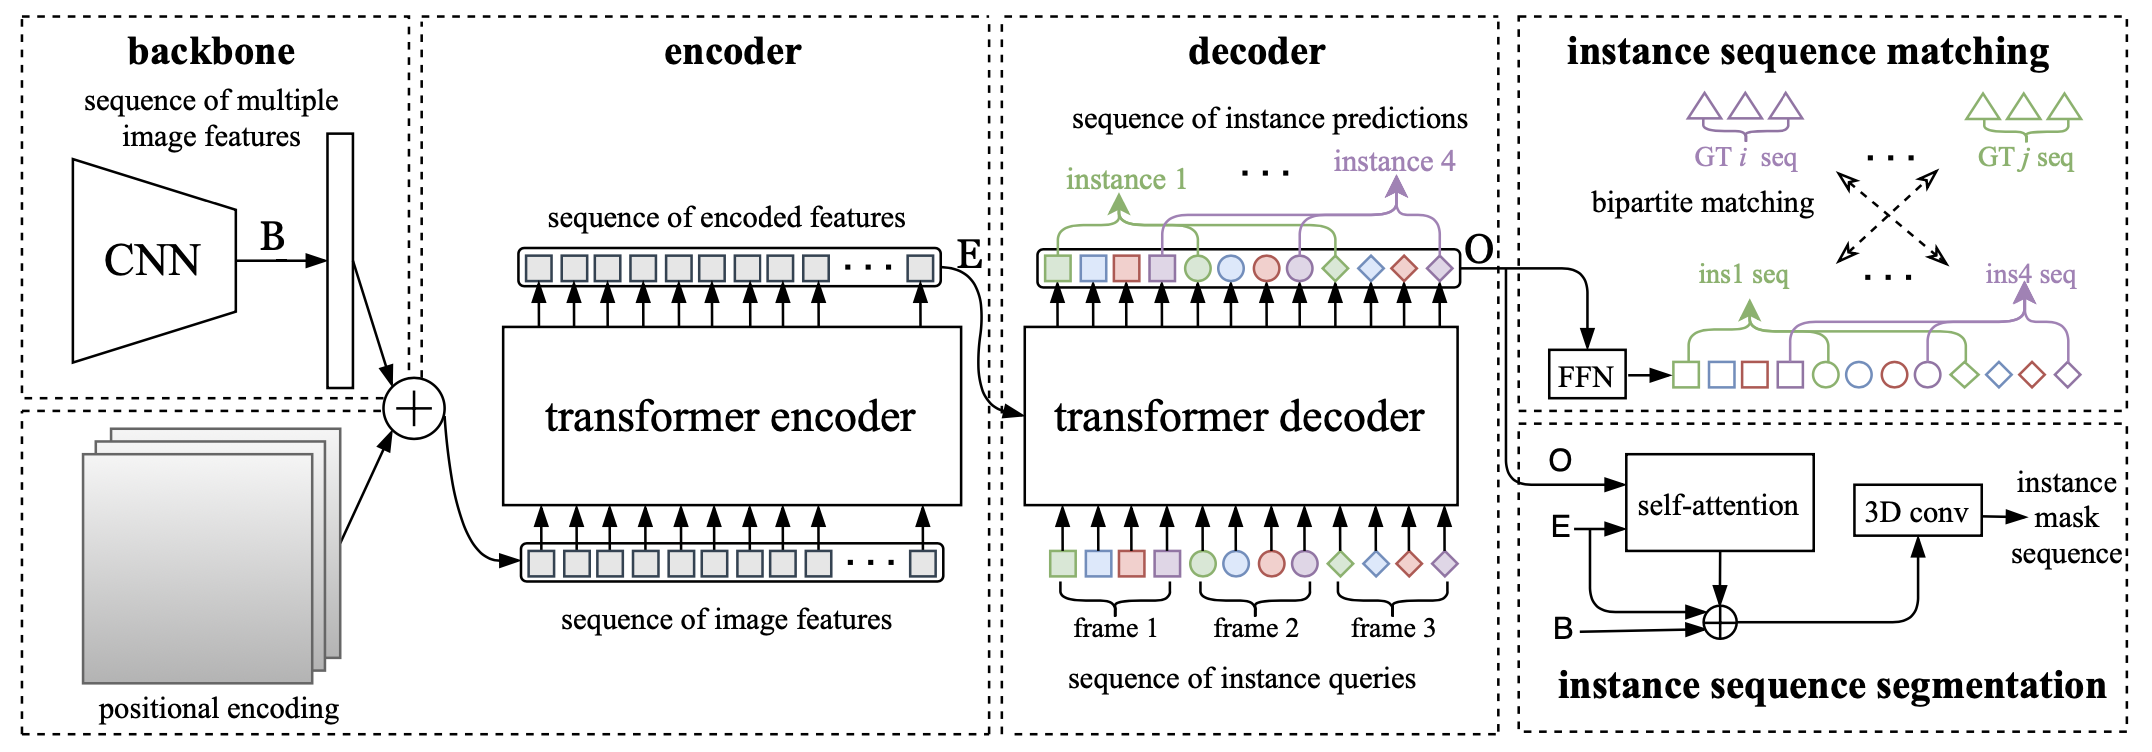 backbone
sequence of multiple
image features
CNN
B
positional encoding
encoder
sequence of encoded features
E
transformer encoder
. . .
. . .
sequence of image features
decoder
sequence of instance predictions
instance 1
. . .
instance 4
O
transformer decoder
frame 1
frame 2
frame 3
sequence of instance queries
instance sequence matching
GT i seq
. . .
GT j seq
bipartite matching
ins1 seq
. . .
ins4 seq
FFN
O
E
B
self-attention
3D conv
instance
mask
sequence
instance sequence segmentation